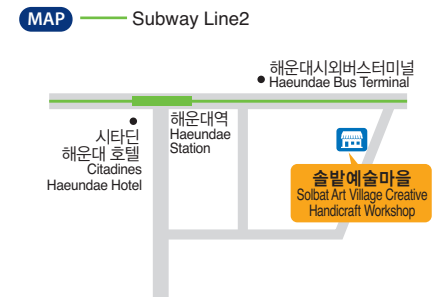 MAP Subway Line2
해운대시외버스터미널
Haeundae Bus Terminal
시타딘
해운대 호텔
Citadines
Haeundae Hotel
해운대역
Haeundae
Station
솔밭예술마을
Solbat Art Village Creative
Handicraft Workshop